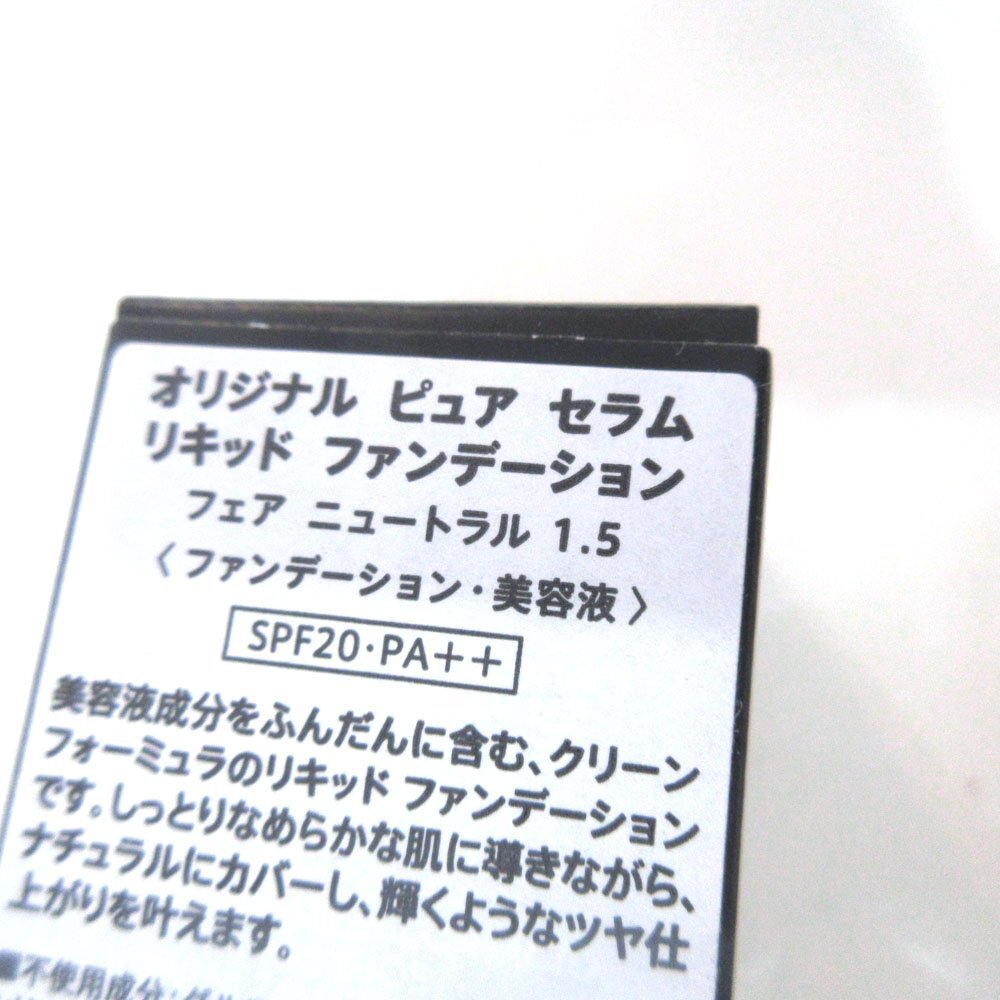 オリジナル ピュア セラム
リキッド ファンデーション
フェア ニュートラル 1.5
〈 ファンデーション・美容液 〉
SPF20・PA++
美容液成分をふんだんに含む、クリーン
フォーミュラのリキッド ファンデーション
です。しっとりなめらかな肌に導きながら、
ナチュラルにカバーし、輝くようなツヤ仕
上がりを叶えます。
■不使用成分：